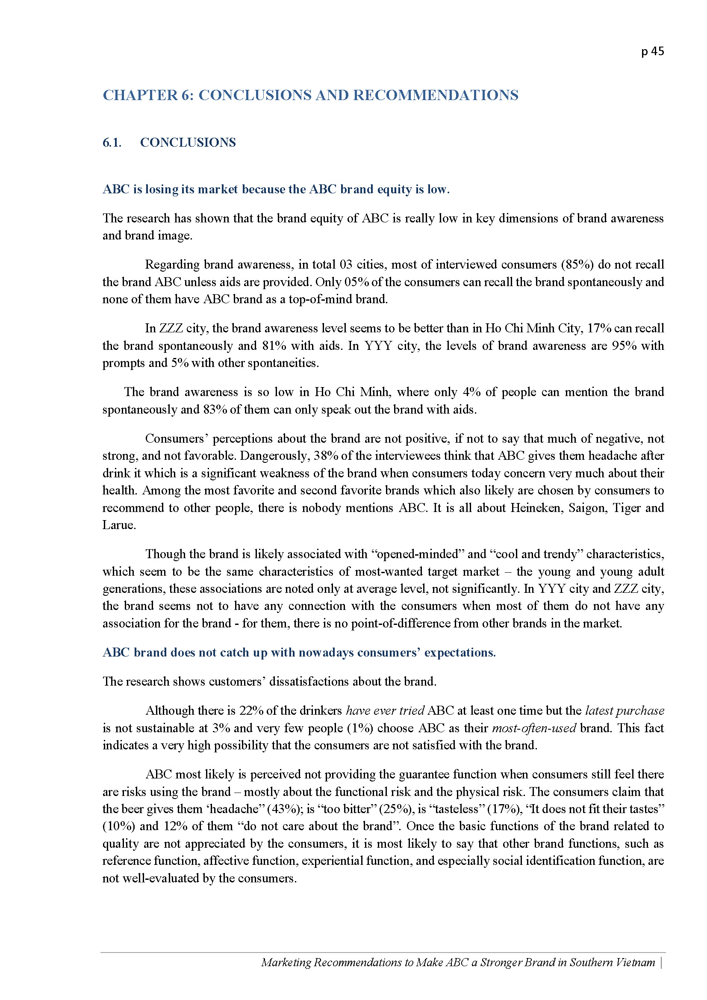 p 45
CHAPTER 6: CONCLUSIONS AND RECOMMENDATIONS
6.1. CONCLUSIONS
ABC is losing its market because the ABC brand equity is low.
The research has shown that the brand equity of ABC is really low in key dimensions of brand awareness
and brand image.
Regarding brand awareness, in total 03 cities, most of interviewed consumers (85%) do not recall
the brand ABC unless aids are provided. Only 05% of the consumers can recall the brand spontaneously and
none of them have ABC brand as a top-of-mind brand.
In ZZZ city, the brand awareness level seems to be better than in Ho Chi Minh City, 17% can recall
the brand spontaneously and 81% with aids. In YYY city, the levels of brand awareness are 95% with
prompts and 5% with other spontaneities.
The brand awareness is so low in Ho Chi Minh, where only 4% of people can mention the brand
spontaneously and 83% of them can only speak out the brand with aids.
Consumers’ perceptions about the brand are not positive, if not to say that much of negative, not
strong, and not favorable. Dangerously, 38% of the interviewees think that ABC gives them headache after
drink it which is a significant weakness of the brand when consumers today concern very much about their
health. Among the most favorite and second favorite brands which also likely are chosen by consumers to
recommend to other people, there is nobody mentions ABC. It is all about Heineken, Saigon, Tiger and
Larue.
Though the brand is likely associated with “opened-minded” and “cool and trendy” characteristics,
which seem to be the same characteristics of most-wanted target market – the young and young adult
generations, these associations are noted only at average level, not significantly. In YYY city and ZZZ city,
the brand seems not to have any connection with the consumers when most of them do not have any
association for the brand - for them, there is no point-of-difference from other brands in the market.
ABC brand does not catch up with nowadays consumers’ expectations.
The research shows customers’ dissatisfactions about the brand.
Although there is 22% of the drinkers have ever tried ABC at least one time but the latest purchase
is not sustainable at 3% and very few people (1%) choose ABC as their most-often-used brand. This fact
indicates a very high possibility that the consumers are not satisfied with the brand.
ABC most likely is perceived not providing the guarantee function when consumers still feel there
are risks using the brand – mostly about the functional risk and the physical risk. The consumers claim that
the beer gives them ‘headache” (43%); is “too bitter” (25%), is “tasteless” (17%), “It does not fit their tastes”
(10%) and 12% of them “do not care about the brand”. Once the basic functions of the brand related to
quality are not appreciated by the consumers, it is most likely to say that other brand functions, such as
reference function, affective function, experiential function, and especially social identification function, are
not well-evaluated by the consumers.
Marketing Recommendations to Make ABC a Stronger Brand in Southern Vietnam |